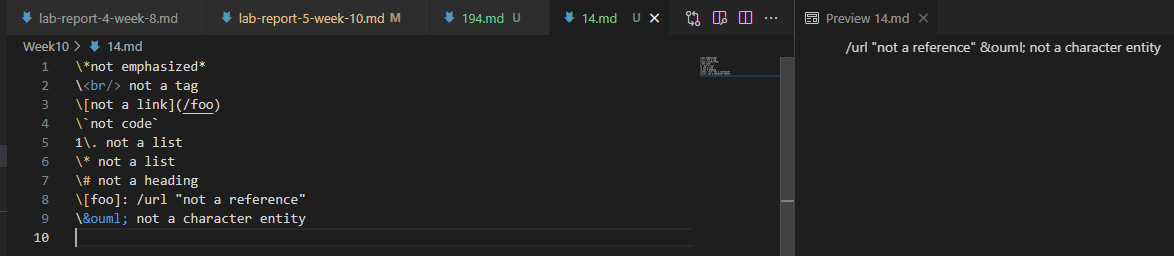 lab-report-4-week-8.md lab-report-5-week-10.md M 194.md U 14.md U Preview 14.md
Week10 > 14.md
/url "not a reference" &ouml; not a character entity
1 \*not emphasized*
2 \<br/> not a tag
3 \[not a link](/foo)
4 \`not code`
5 1\. not a list
6 \* not a list
7 \# not a heading
8 \[foo]: /url "not a reference"
9 \&ouml; not a character entity
10